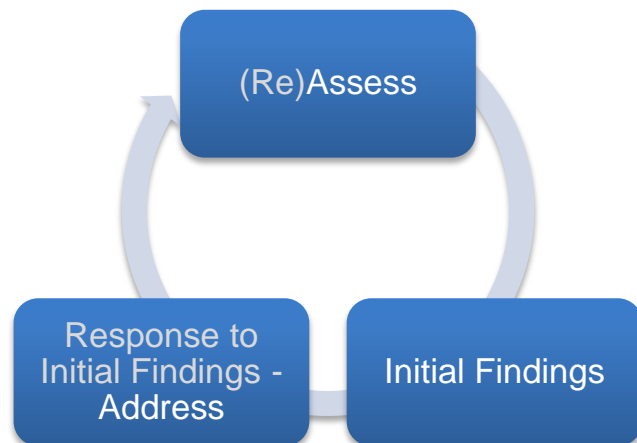 (Re)Assess
Response to
Initial Findings -
Address
Initial Findings